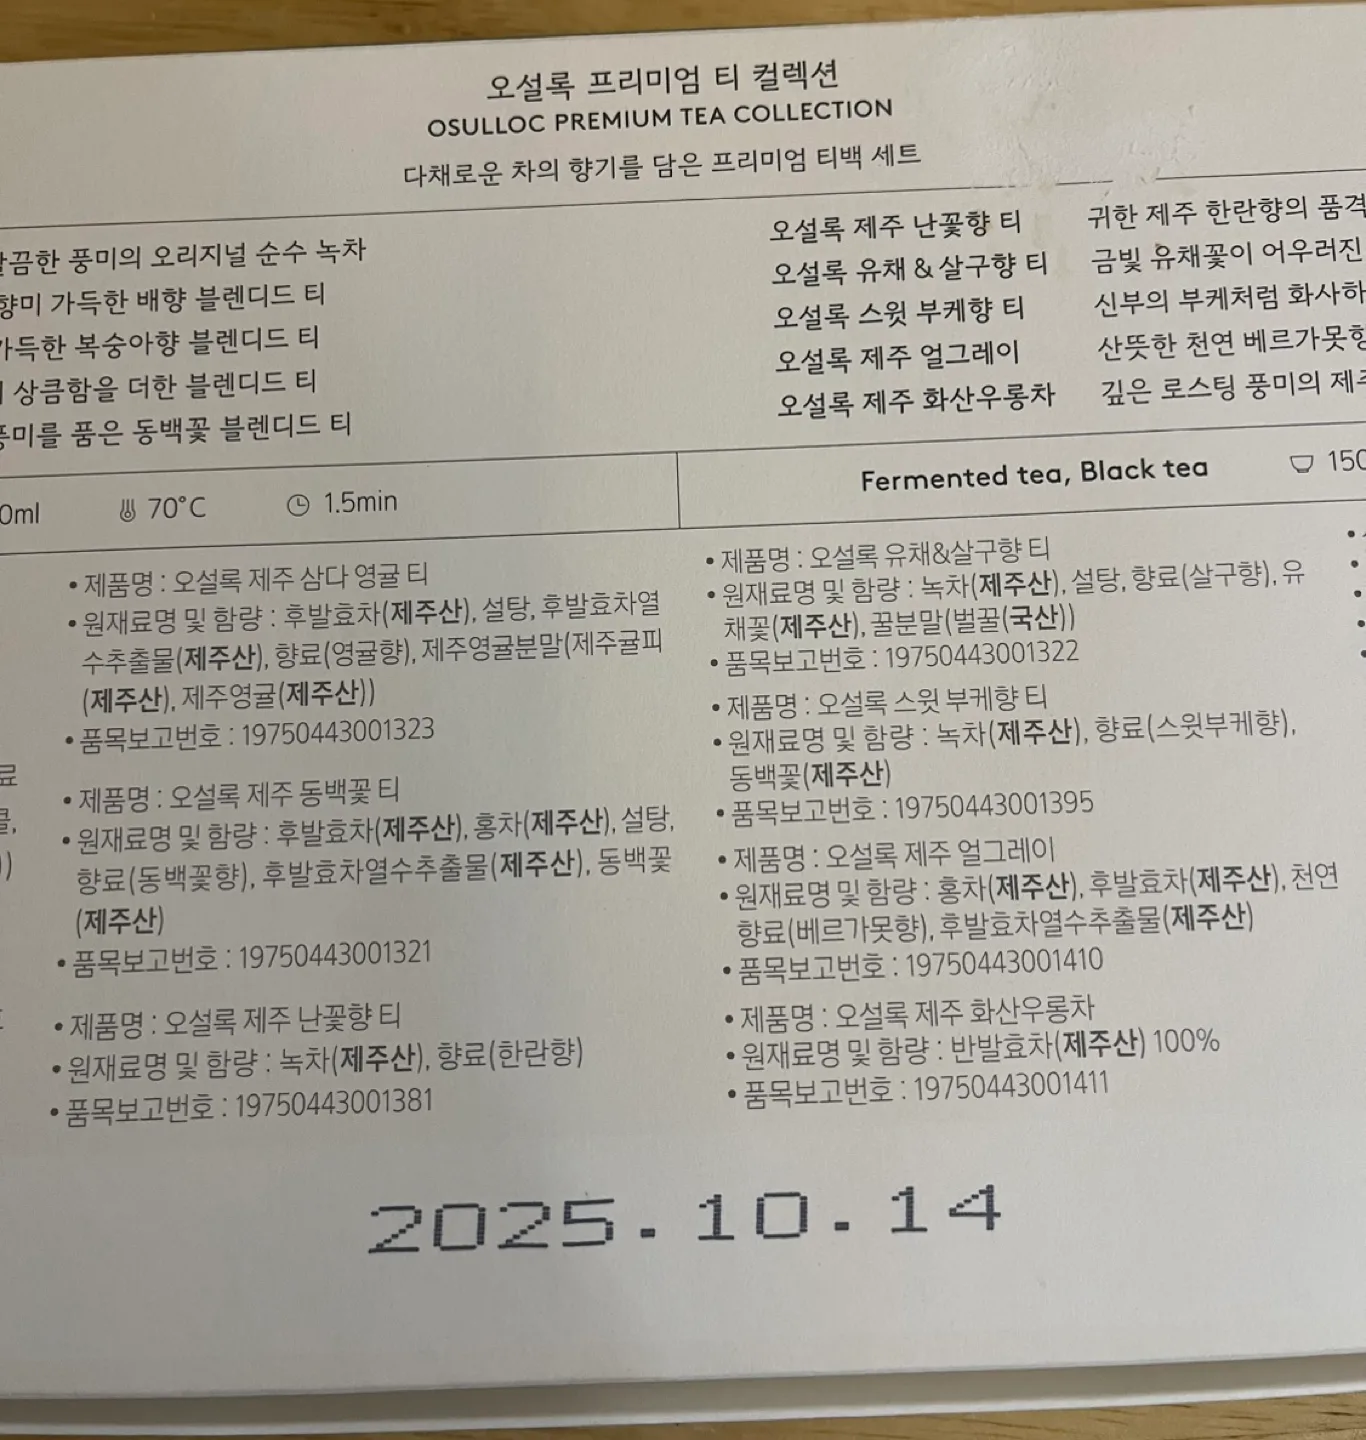 오설록 프리미엄 티 컬렉션
OSULLOC PREMIUM TEA COLLECTION
다채로운 차의 향기를 담은 프리미엄 티백 세트
풍미의 오리지널 순수 녹차
향미 가득한 배향 블렌디드 티
가득한 복숭아향 블렌디드 티
상큼함을 더한 블렌디드 티
풍미를 품은 동백꽃 블렌디드 티
오설록 제주 난꽃향 티 귀한 제주 한란향의 품격
오설록 유채 & 살구향 티 금빛 유채꽃이 어우러진
오설록 스윗 부케향 티 신부의 부케처럼 화사하
오설록 제주 얼그레이 산뜻한 천연 베르가못향
오설록 제주 화산우롱차 깊은 로스팅 풍미의 제주
0ml 70°C 1.5min
Fermented tea, Black tea 150
• 제품명 : 오설록 제주 삼다 영귤 티
• 원재료명 및 함량 : 후발효차(제주산), 설탕, 후발효차열
수추출물(제주산), 향료(영귤향), 제주영귤분말(제주귤피
(제주산), 제주영귤(제주산))
• 품목보고번호 : 19750443001323
• 제품명 : 오설록 제주 동백꽃 티
• 원재료명 및 함량 : 후발효차(제주산), 홍차(제주산), 설탕,
향료(동백꽃향), 후발효차열수추출물(제주산), 동백꽃
(제주산)
• 품목보고번호 : 19750443001321
• 제품명 : 오설록 제주 난꽃향 티
• 원재료명 및 함량 : 녹차(제주산), 향료(한란향)
• 품목보고번호 : 19750443001381
• 제품명 : 오설록 유채&살구향 티
• 원재료명 및 함량 : 녹차(제주산), 설탕, 향료(살구향), 유
채꽃(제주산), 꿀분말(벌꿀(국산))
• 품목보고번호 : 19750443001322
• 제품명 : 오설록 스윗 부케향 티
• 원재료명 및 함량 : 녹차(제주산), 향료(스윗부케향),
동백꽃(제주산)
• 품목보고번호 : 19750443001395
• 제품명 : 오설록 제주 얼그레이
• 원재료명 및 함량 : 홍차(제주산), 후발효차(제주산), 천연
향료(베르가못향), 후발효차열수추출물(제주산)
• 품목보고번호 : 19750443001410
• 제품명 : 오설록 제주 화산우롱차
• 원재료명 및 함량 : 반발효차(제주산) 100%
• 품목보고번호 : 19750443001411
2025.10.14